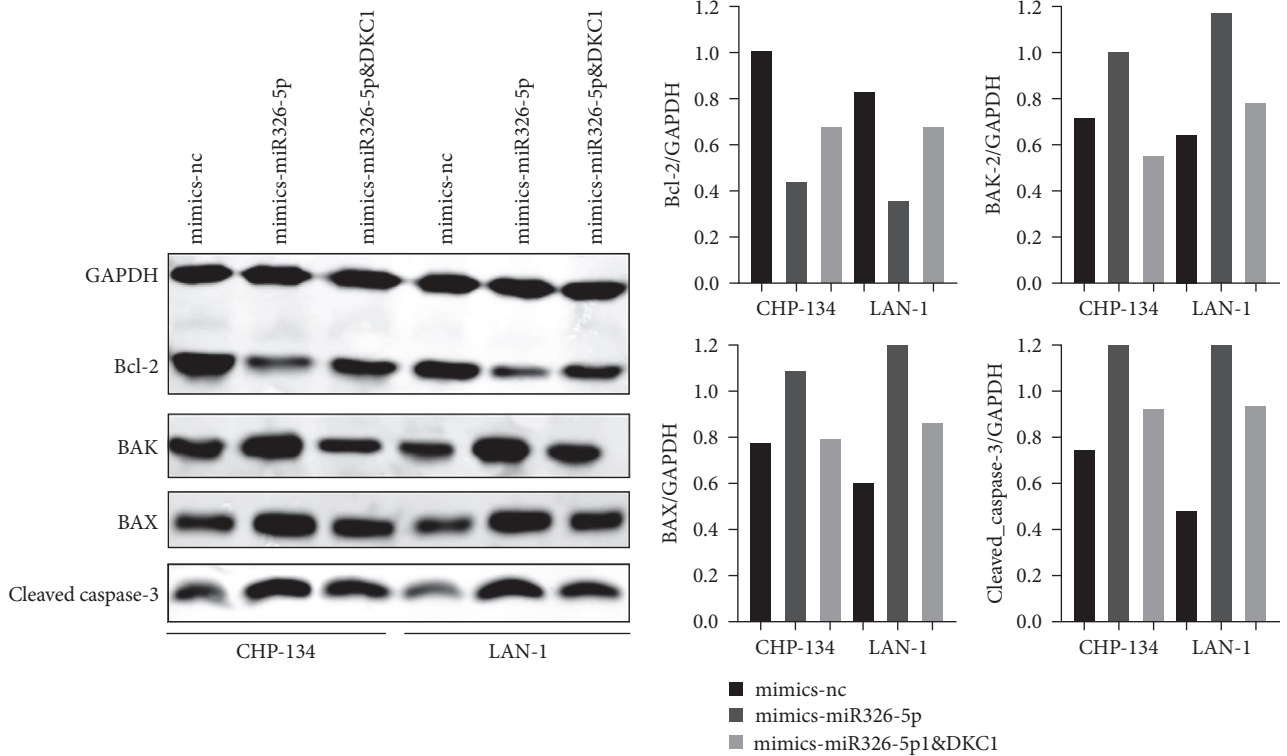 mimics-nc
mimics-miR326-5p
mimics-miR326-5p&DKC1
mimics-nc
mimics-miR326-5p
mimics-miR326-5p&DKC1
GAPDH
Bcl-2
BAK
BAX
Cleaved caspase-3
CHP-134
LAN-1
Bcl-2/GAPDH
1.2
1.0
0.8
0.6
0.4
0.2
0.0
CHP-134
LAN-1
BAK-2/GAPDH
1.2
1.0
0.8
0.6
0.4
0.2
0.0
CHP-134
LAN-1
BAX/GAPDH
1.2
1.0
0.8
0.6
0.4
0.2
0.0
CHP-134
LAN-1
Cleaved_caspase-3/GAPDH
1.2
1.0
0.8
0.6
0.4
0.2
0.0
CHP-134
LAN-1
mimics-nc
mimics-miR326-5p
mimics-miR326-5p1&DKC1